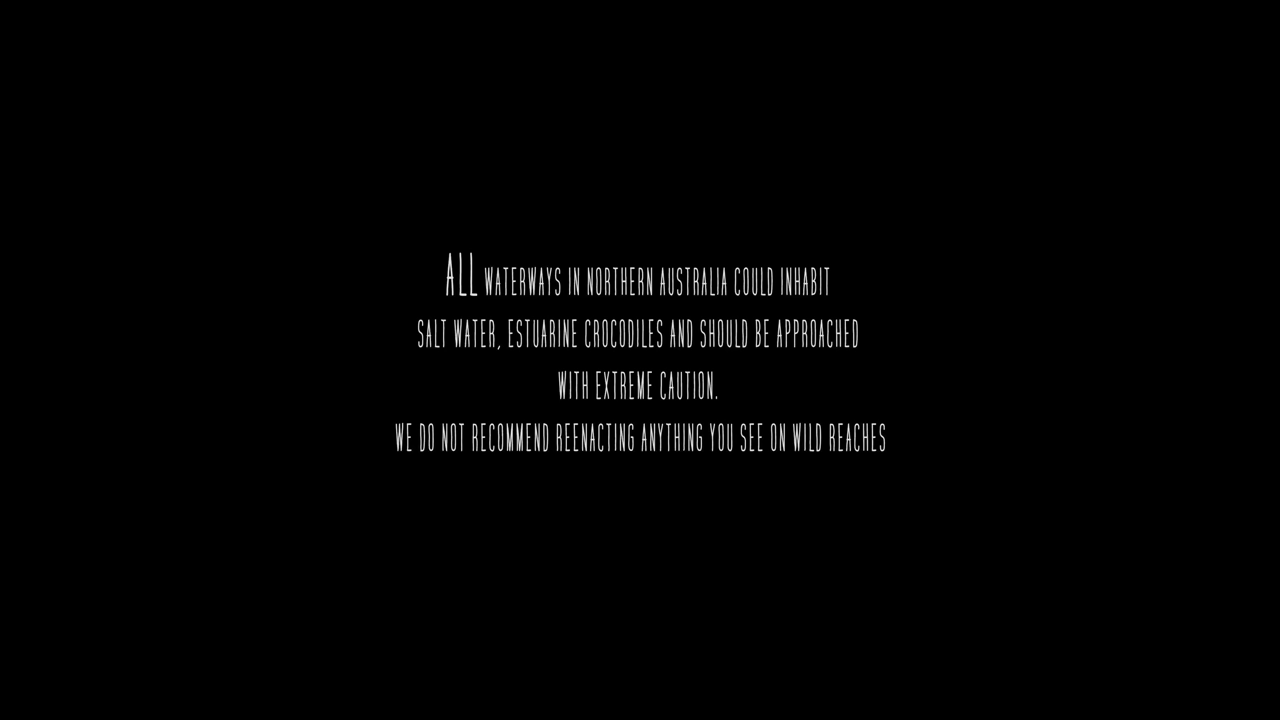 ALL WATERWAYS IN NORTHERN AUSTRALIA COULD INHABIT
SALT WATER, ESTUARINE CROCODILES AND SHOULD BE APPROACHED
WITH EXTREME CAUTION.
WE DO NOT RECOMMEND REENACTING ANYTHING YOU SEE ON WILD REACHES